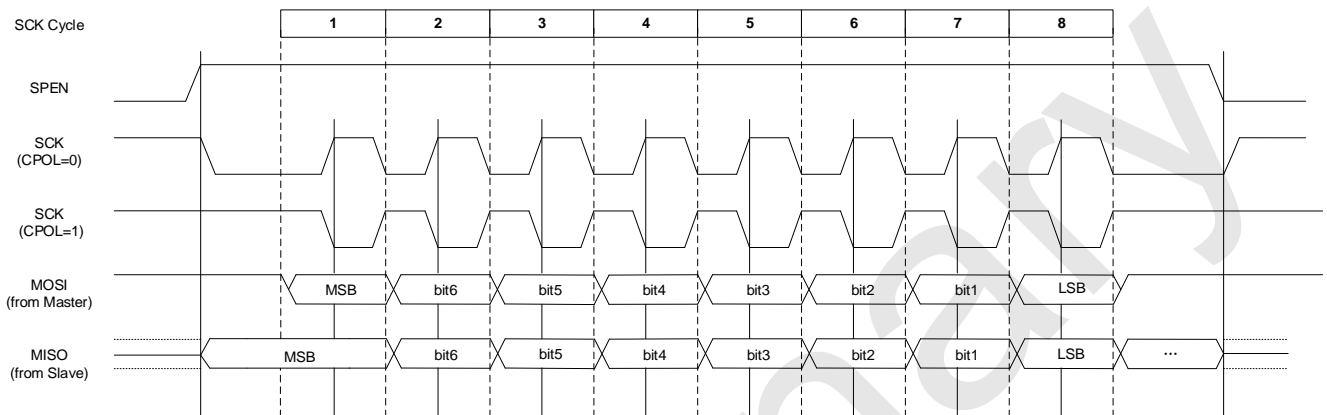 SCK Cycle 1 2 3 4 5 6 7 8
SPEN
SCK
(CPOL=0)
SCK
(CPOL=1)
MOSI
(from Master)
MSB bit6 bit5 bit4 bit3 bit2 bit1 LSB
MISO
(from Slave)
MSB bit6 bit5 bit4 bit3 bit2 bit1 LSB ...
nary